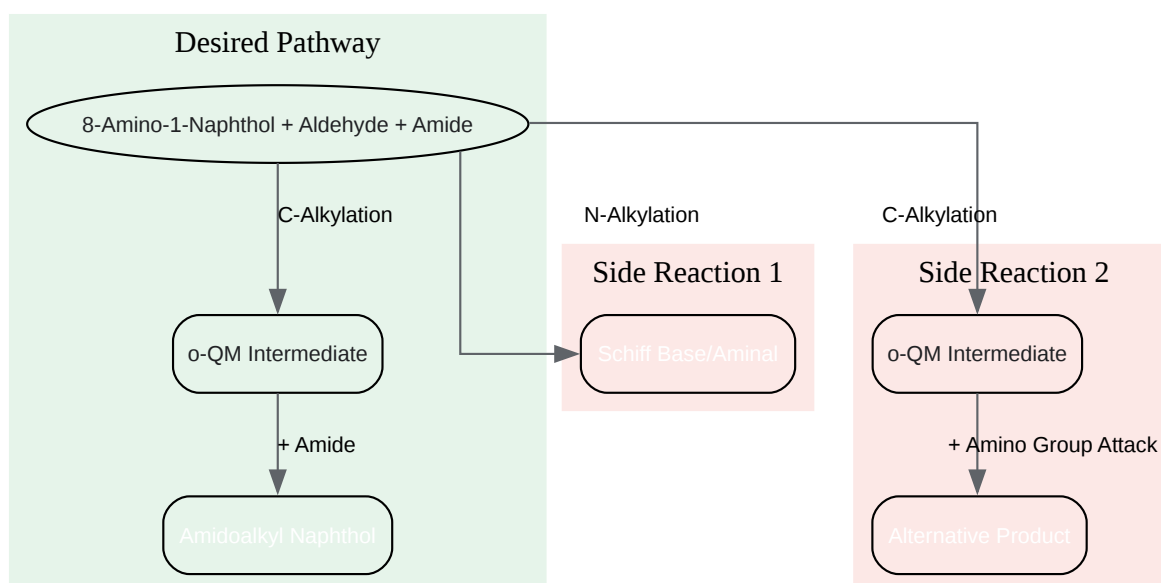 Desired Pathway
8-Amino-1-Naphthol + Aldehyde + Amide
C-Alkylation
N-Alkylation
C-Alkylation
Side Reaction 1
Side Reaction 2
o-QM Intermediate
Schiff Base/Aminal
o-QM Intermediate
+ Amide
+ Amino Group Attack
Amidoalkyl Naphthol
Alternative Product